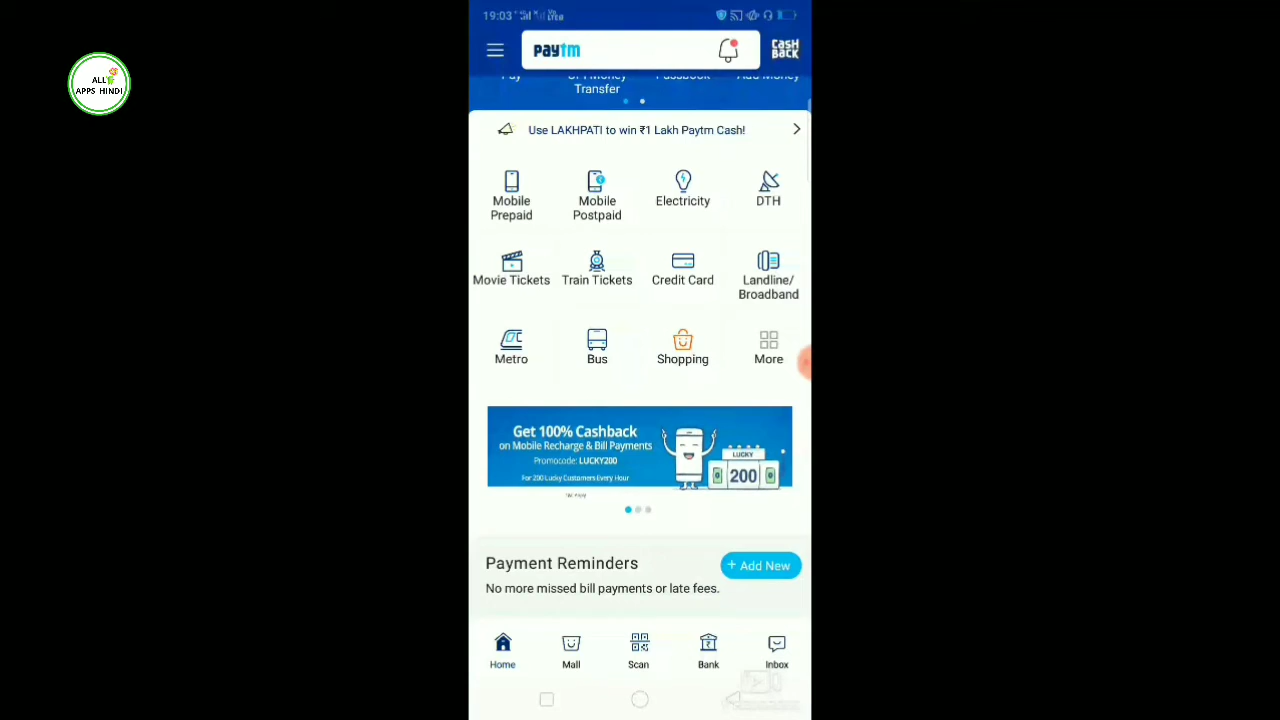 19:03
paytm
CASH
BACK
ALL
APPS HINDI
Pay
UPI Money
Transfer
Passbook
Add Money
Use LAKHPATI to win ₹1 Lakh Paytm Cash!
Mobile
Prepaid
Mobile
Postpaid
Electricity
DTH
Movie Tickets
Train Tickets
Credit Card
Landline/
Broadband
Metro
Bus
Shopping
More
Get 100% Cashback
on Mobile Recharge & Bill Payments
Promocode: LUCKY200
For 200 Lucky Customers Every Hour
LUCKY
200
Payment Reminders
+ Add New
No more missed bill payments or late fees.
Home
Mall
Scan
Bank
Inbox